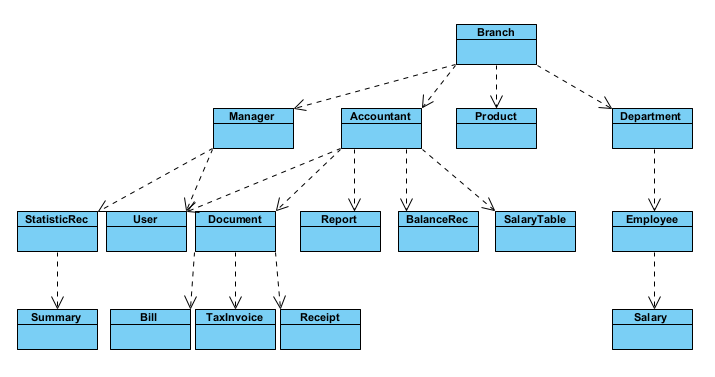 Branch
Manager
Accountant
Product
Department
StatisticRec
User
Document
Report
BalanceRec
SalaryTable
Employee
Summary
Bill
TaxInvoice
Receipt
Salary